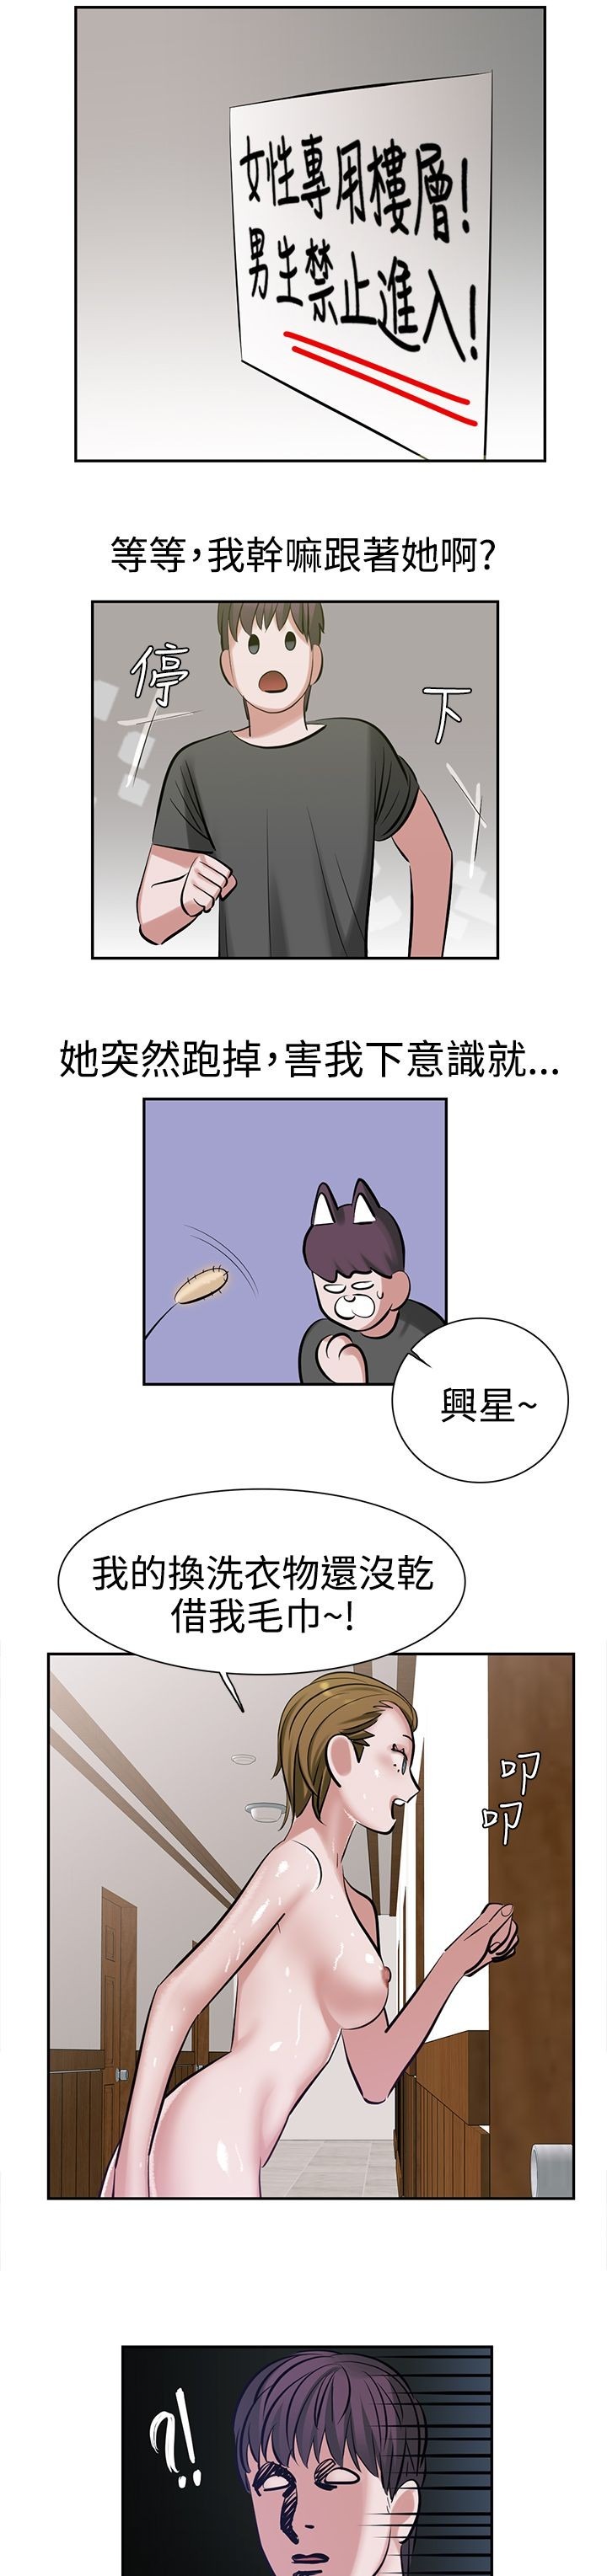 女性專用樓層!
男生禁止進入!
等等,我幹嘛跟著她啊?
停
下
她突然跑掉,害我下意識就...
興星~
我的換洗衣物還沒乾
借我毛巾~!
叩
叩
?!